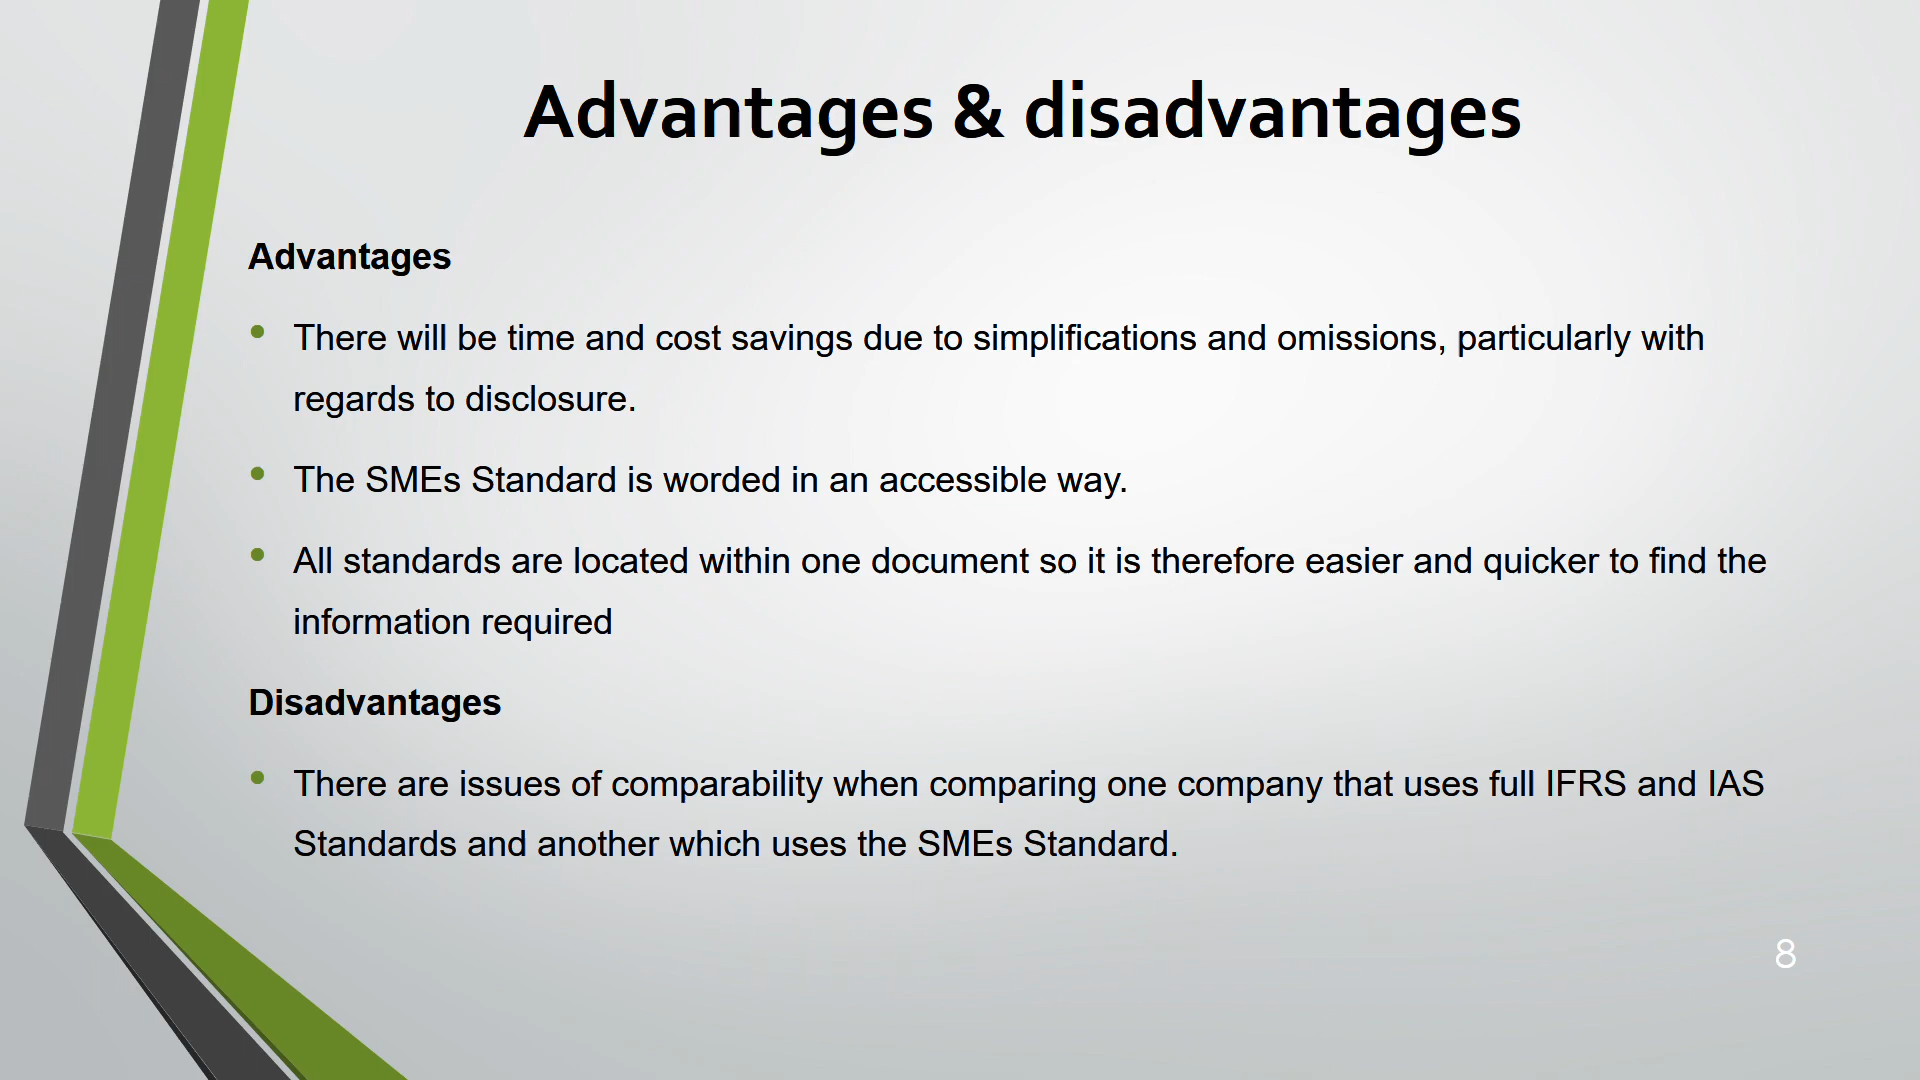 Advantages & disadvantages
Advantages
• There will be time and cost savings due to simplifications and omissions, particularly with
regards to disclosure.
• The SMEs Standard is worded in an accessible way.
• All standards are located within one document so it is therefore easier and quicker to find the
information required
Disadvantages
• There are issues of comparability when comparing one company that uses full IFRS and IAS
Standards and another which uses the SMEs Standard.
8